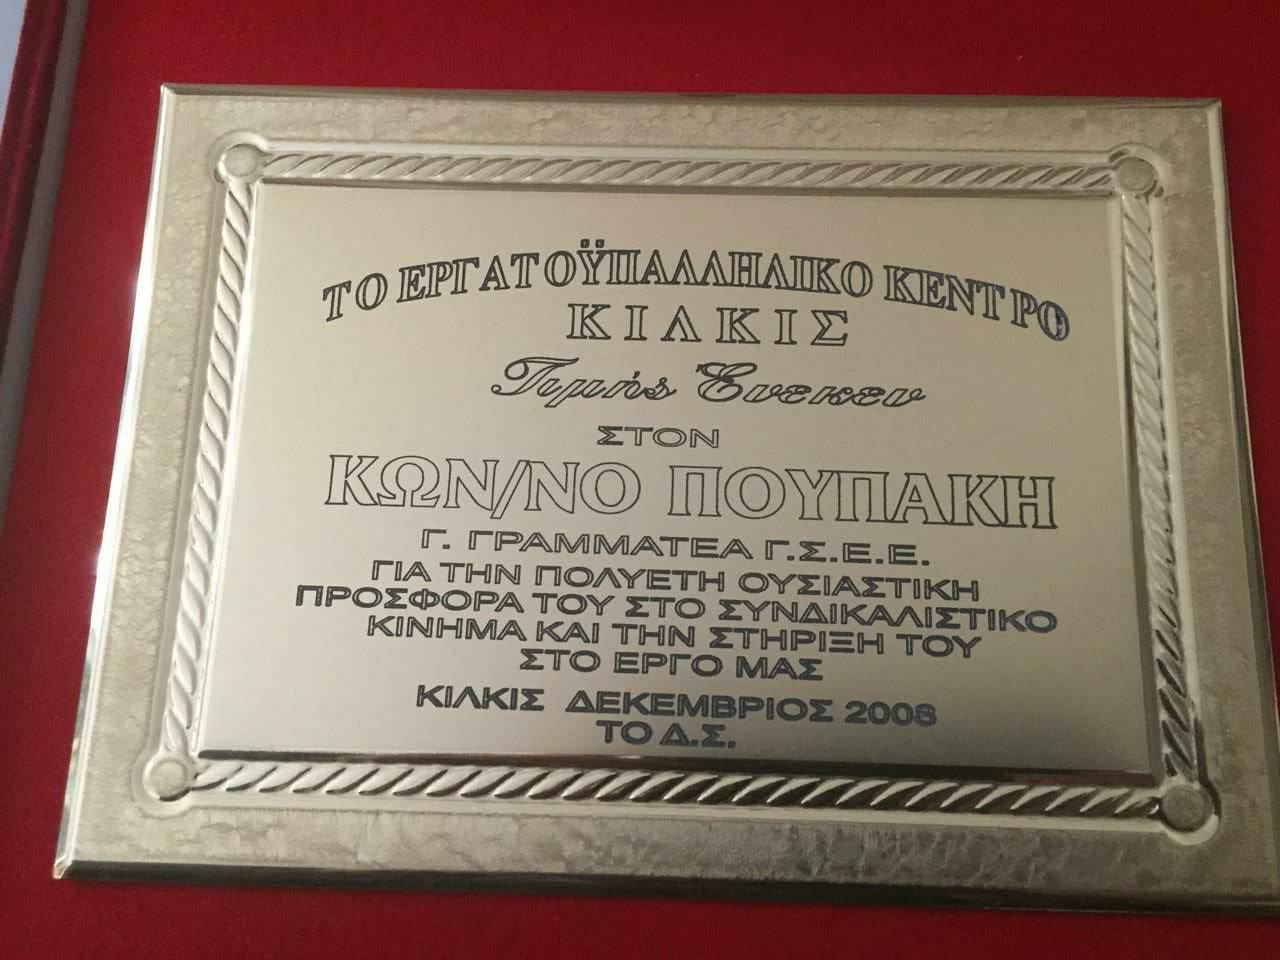 ΤΟ ΕΡΓΑΤΟΫΠΑΛΛΗΛΙΚΟ ΚΕΝΤΡΟ
ΚΙΛΚΙΣ
Τιμής Ένεκεν
ΣΤΟΝ
ΚΩΝ/ΝΟ ΠΟΥΠΑΚΗ
Γ. ΓΡΑΜΜΑΤΕΑ Γ.Σ.Ε.Ε.
ΓΙΑ ΤΗΝ ΠΟΛΥΕΤΗ ΟΥΣΙΑΣΤΙΚΗ
ΠΡΟΣΦΟΡΑ ΤΟΥ ΣΤΟ ΣΥΝΔΙΚΑΛΙΣΤΙΚΟ
ΚΙΝΗΜΑ ΚΑΙ ΤΗΝ ΣΤΗΡΙΞΗ ΤΟΥ
ΣΤΟ ΕΡΓΟ ΜΑΣ
ΚΙΛΚΙΣ ΔΕΚΕΜΒΡΙΟΣ 2008
ΤΟ Δ.Σ.